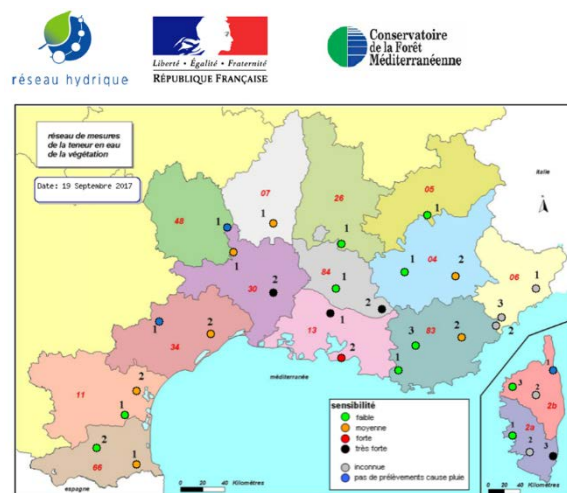 réseau hydrique
Liberté • Égalité • Fraternité
RÉPUBLIQUE FRANÇAISE
Conservatoire
de la Forêt
Méditerranéenne
réseau de mesures
de la teneur en eau
de la végétation
Date: 19 Septembre 2017
Italie
07
26
05
48
1
1
1
1
1
04
1
2
06
1
30
2
84
1
2
3
2
13
1
2
83
3
2
1
34
1
2
méditerranée
11
2
1
66
2
1
espagne
sensibilité
faible
moyenne
forte
très forte
inconnue
pas de prélèvements cause pluie
1
3
2
2b
2a
1
2
3
0
20
40
Kilomètres
0
20
40
Kilomètres